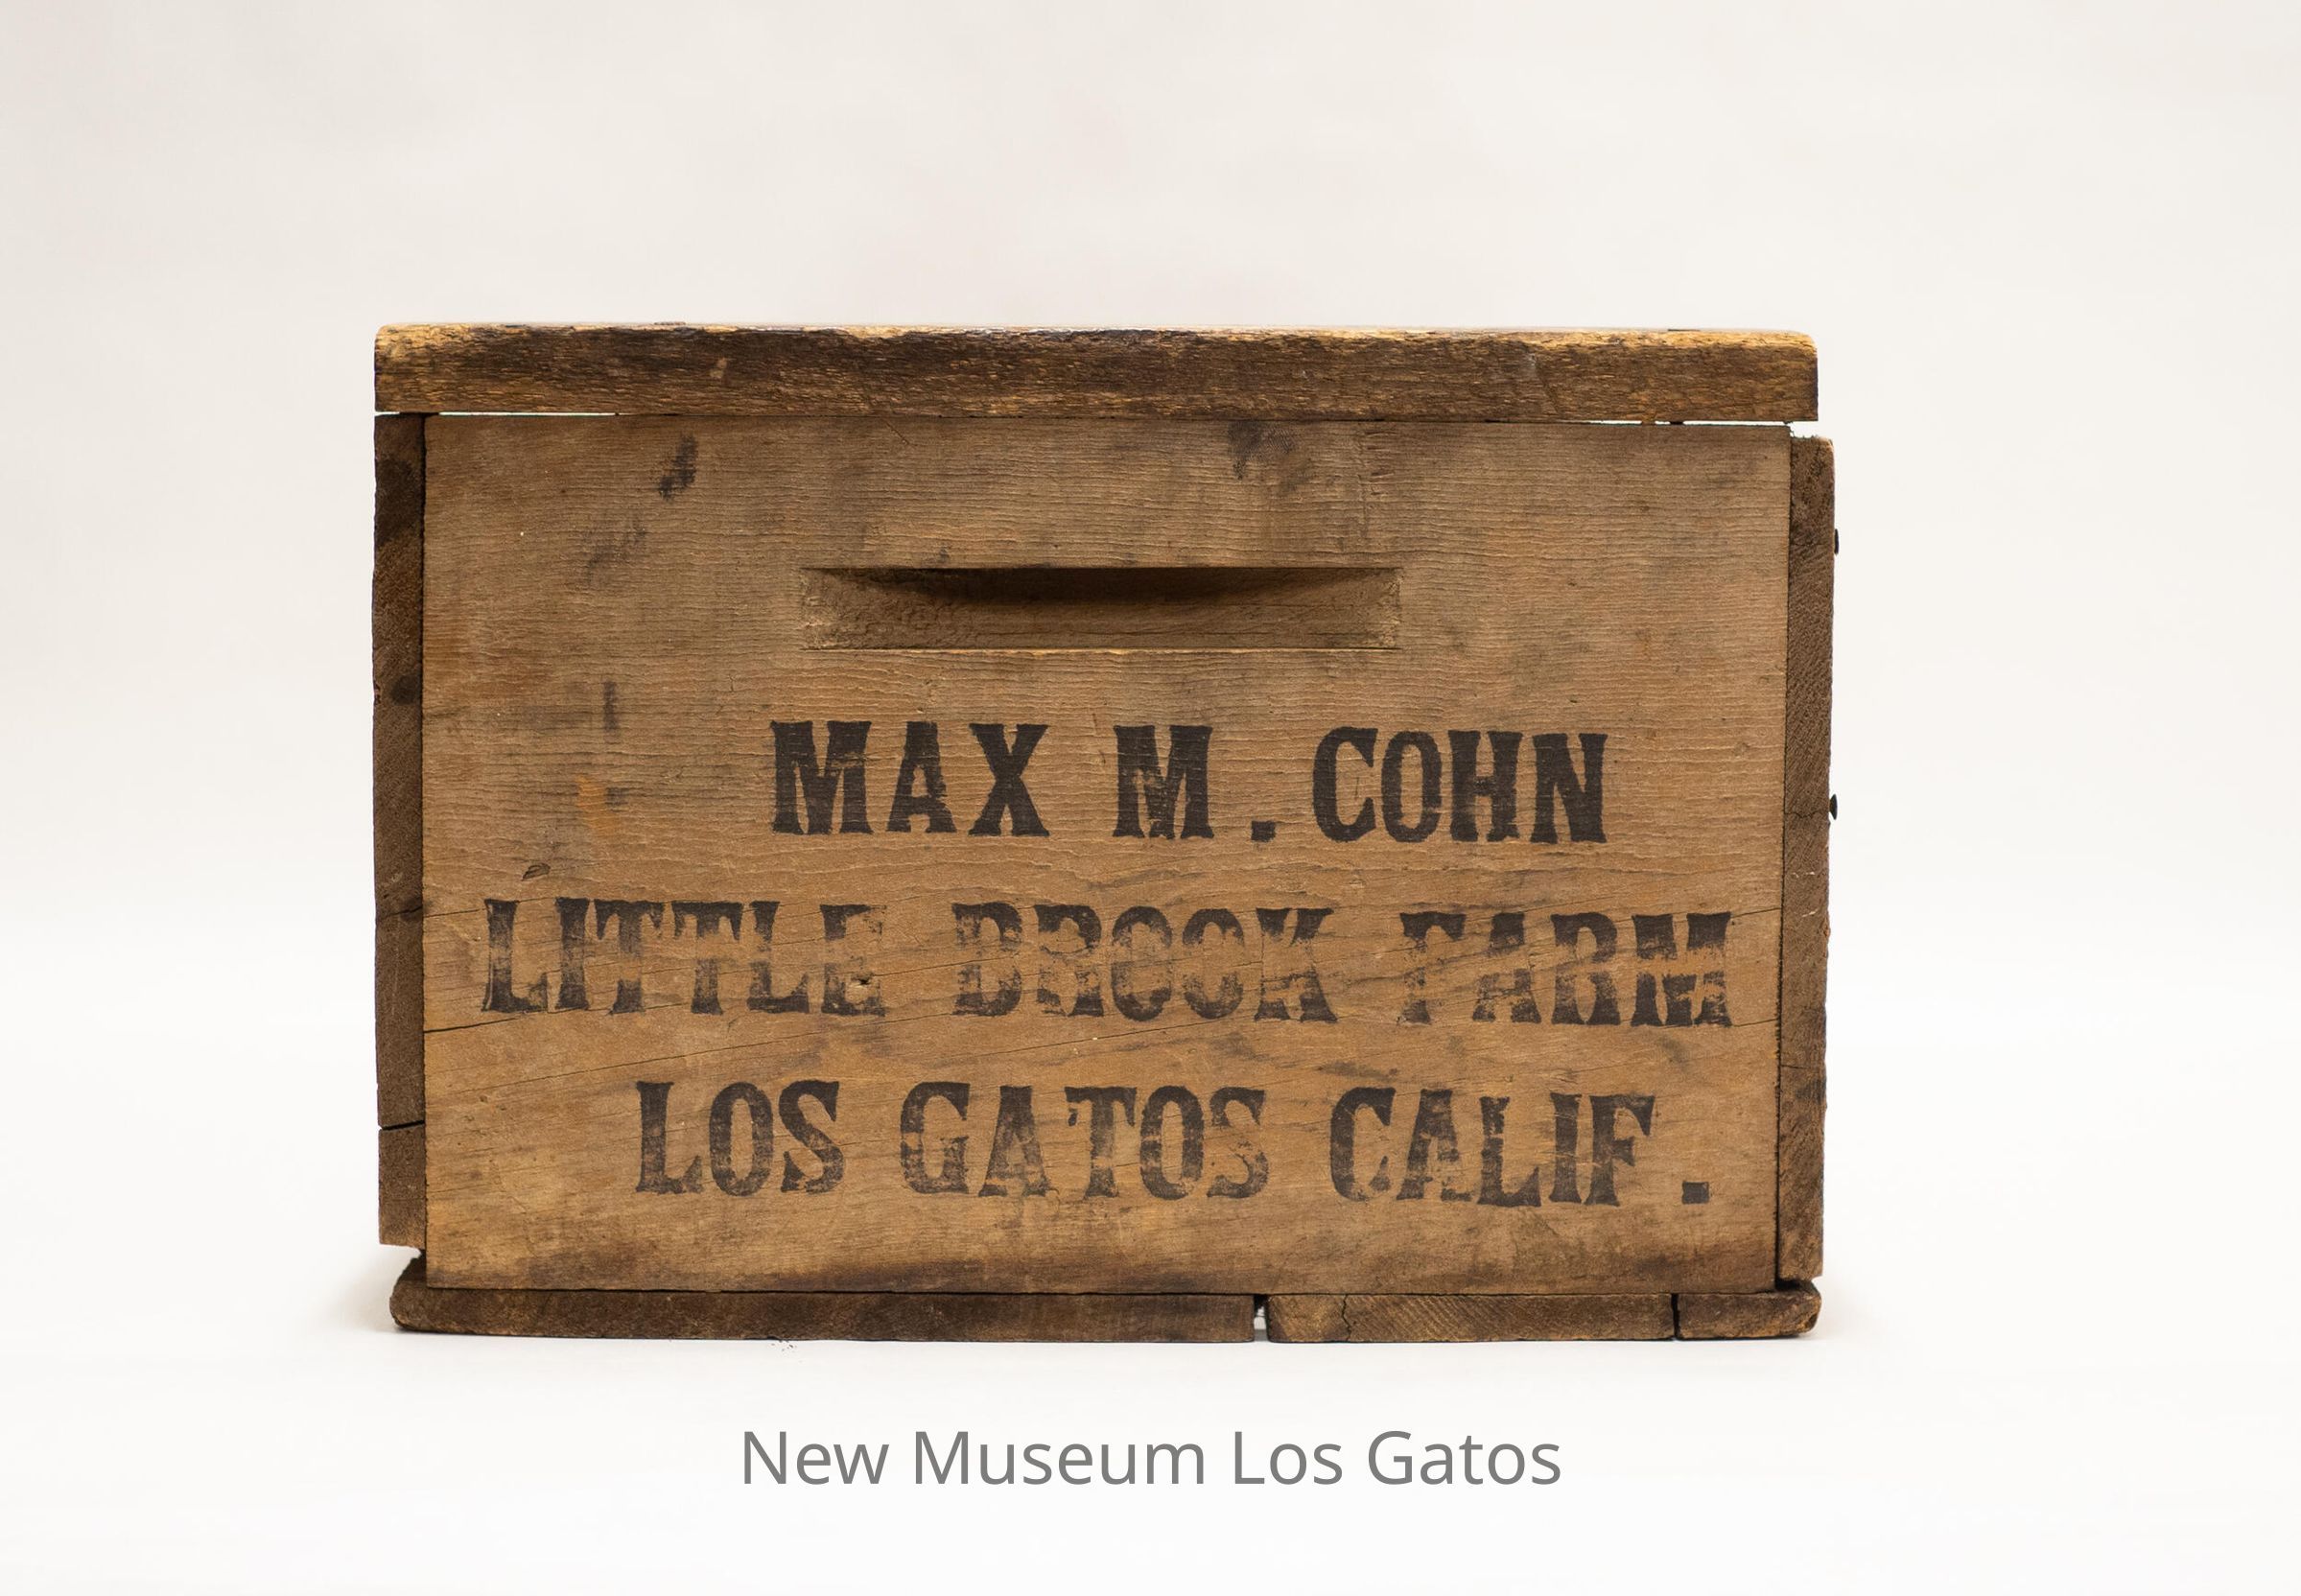 MAX M. COHN
LITTLE BROOK FARM
LOS GATOS CALIF.
New Museum Los Gatos